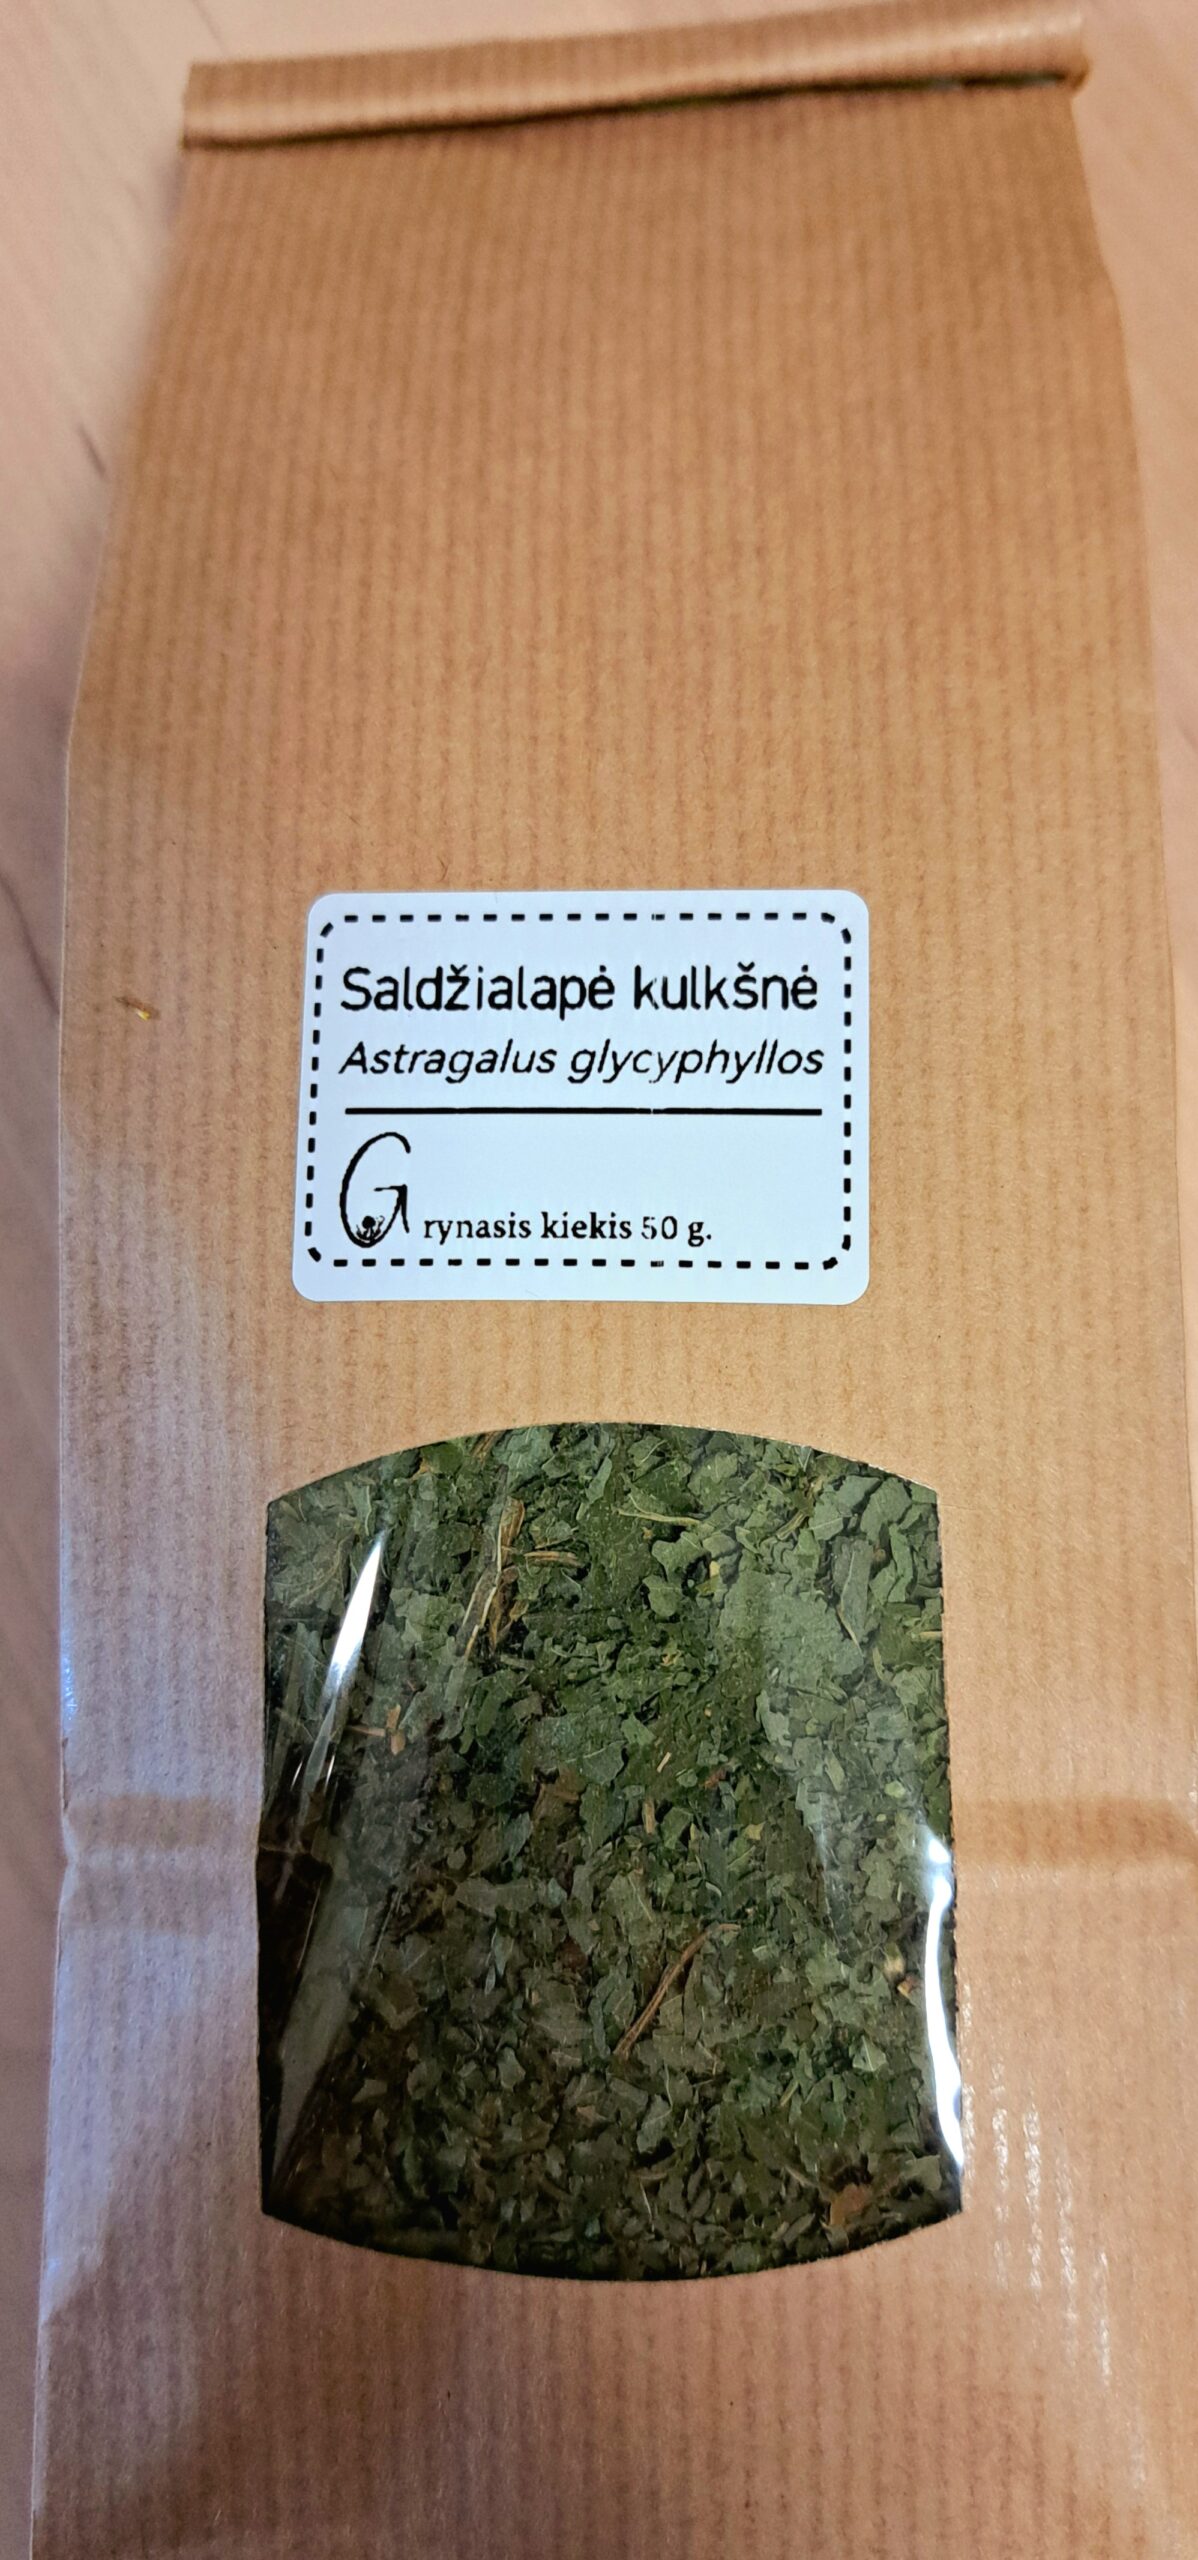 Saldžialapė kulkšnė
Astragalus glycyphyllos
Grynasis kiekis 50 g.